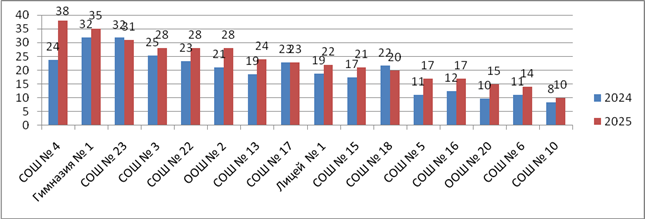 40
35
30
25
20
15
10
5
0
24 38
32 35
32 31
25 28
23 28
21 28
19 24
23 23
19 22
17 21
22 20
11 17
12 17
10 15
11 14
8 10
СОШ № 4
Гимназия № 1
СОШ № 23
СОШ № 3
СОШ № 22
ООШ № 2
СОШ № 13
СОШ № 17
Лицей № 1
СОШ № 15
СОШ № 18
СОШ № 5
СОШ № 16
ООШ № 20
СОШ № 6
СОШ № 10
2024
2025